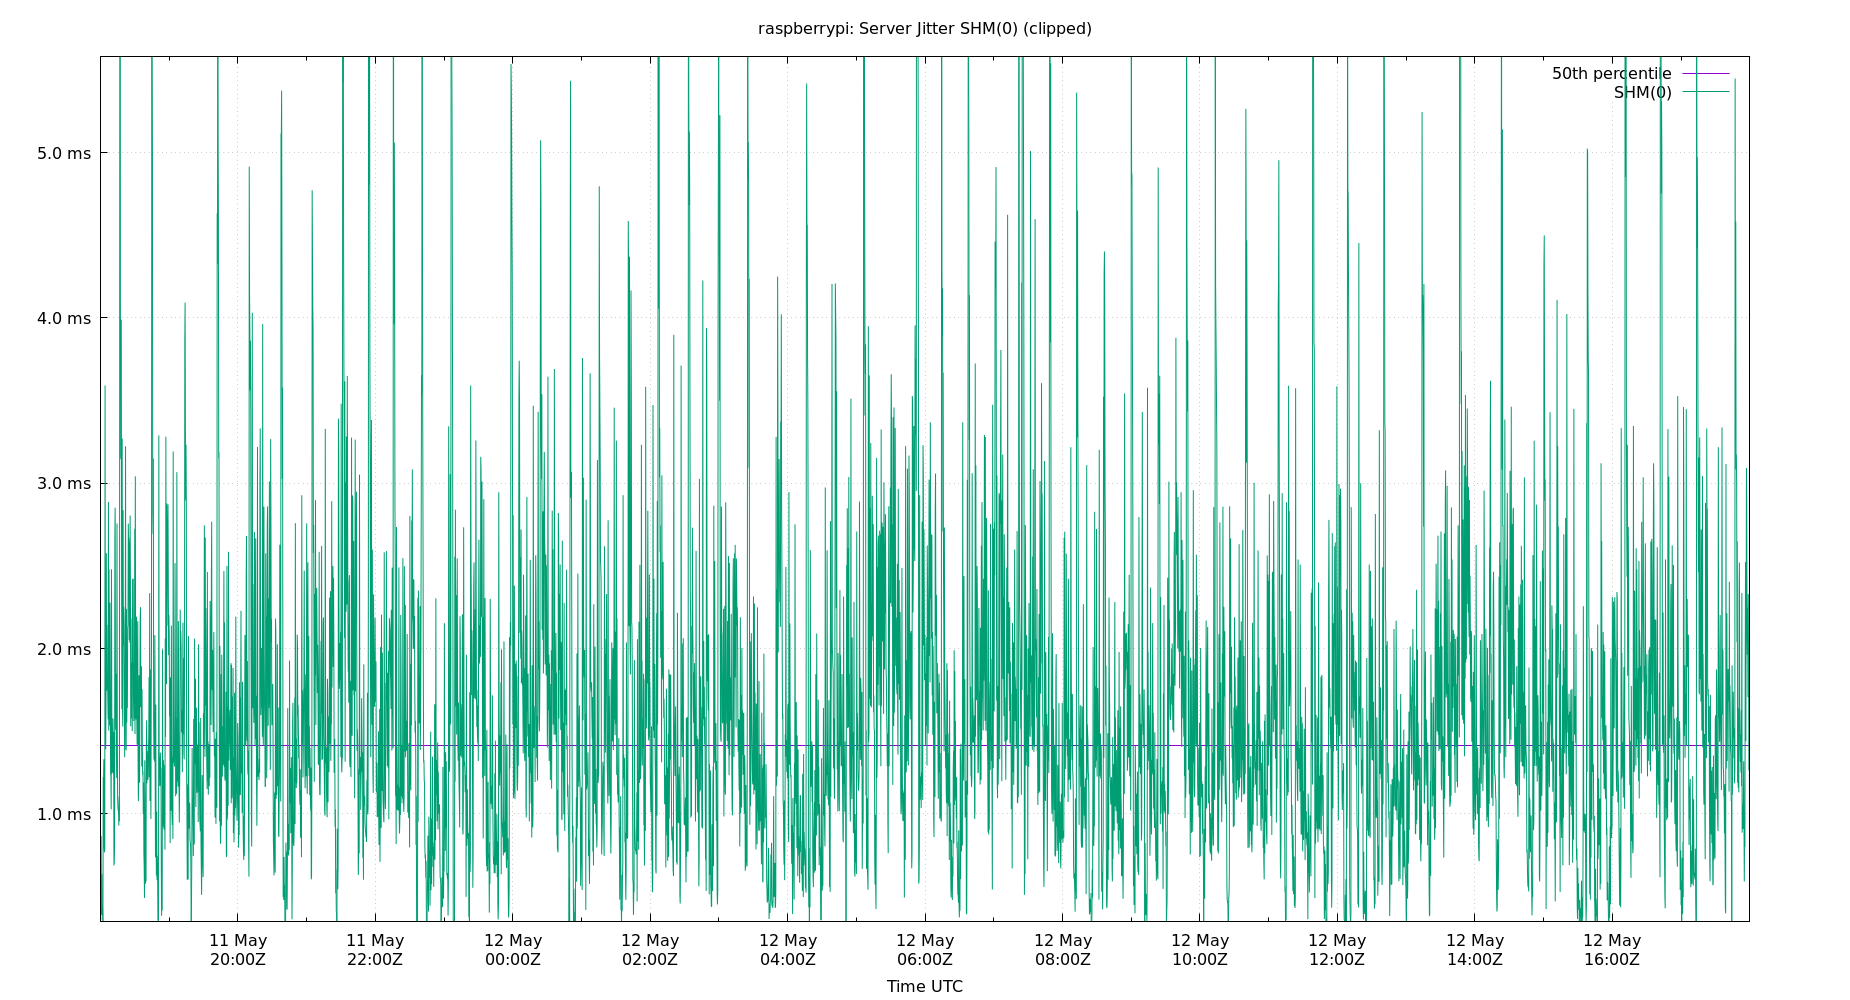 raspberrypi: Server Jitter SHM(0) (clipped)
50th percentile
SHM(0)
5.0 ms
4.0 ms
3.0 ms
2.0 ms
1.0 ms
11 May 11 May 12 May 12 May 12 May 12 May 12 May 12 May 12 May 12 May 12 May
20:00Z 22:00Z 00:00Z 02:00Z 04:00Z 06:00Z 08:00Z 10:00Z 12:00Z 14:00Z 16:00Z
Time UTC